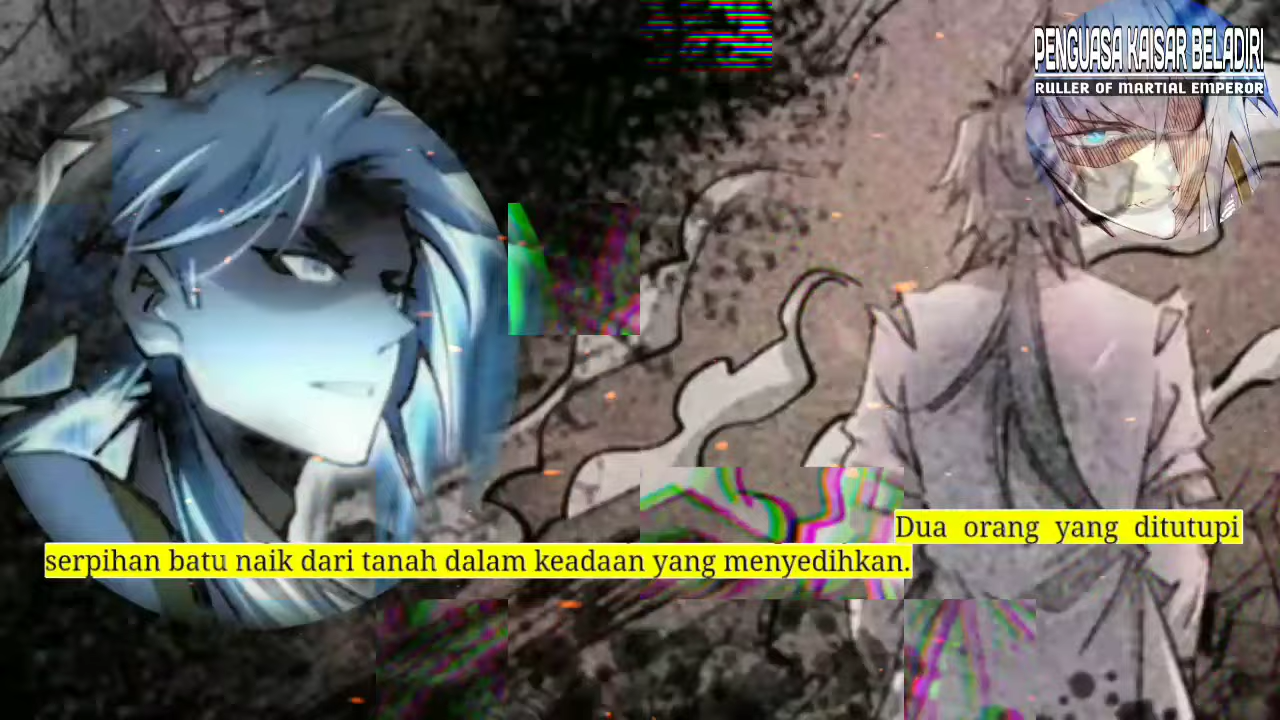 PENGUASA KAISAR BELADIRI
RULLER OF MARTIAL EMPEROR
Dua orang yang ditutupi
serpihan batu naik dari tanah dalam keadaan yang menyedihkan.